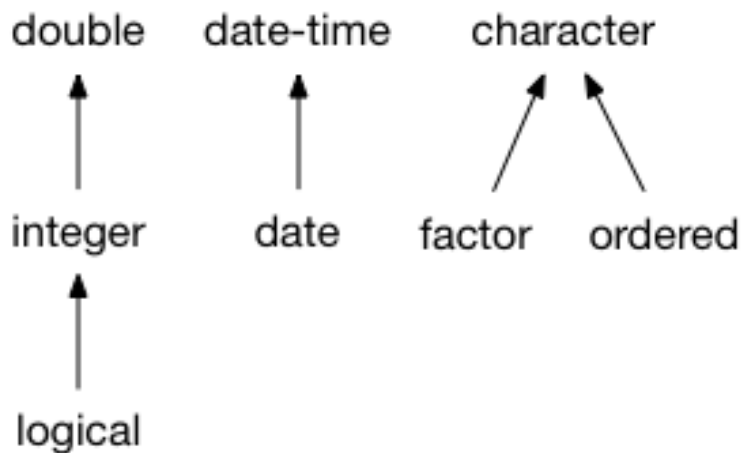 double date-time character
integer date factor ordered
logical